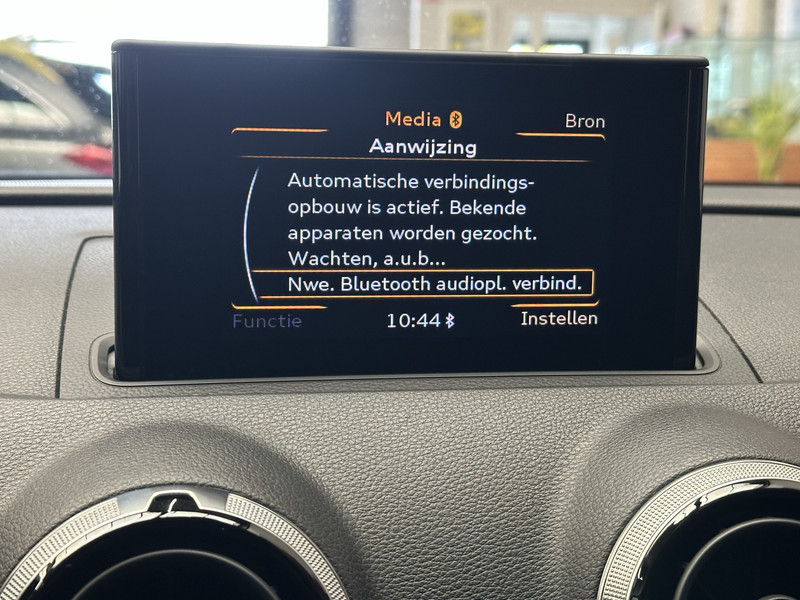 Media
Bron
Aanwijzing
Automatische verbindings-
opbouw is actief. Bekende
apparaten worden gezocht.
Wachten, a.u.b...
Nwe. Bluetooth audiopl. verbind.
Functie
10:44
Instellen